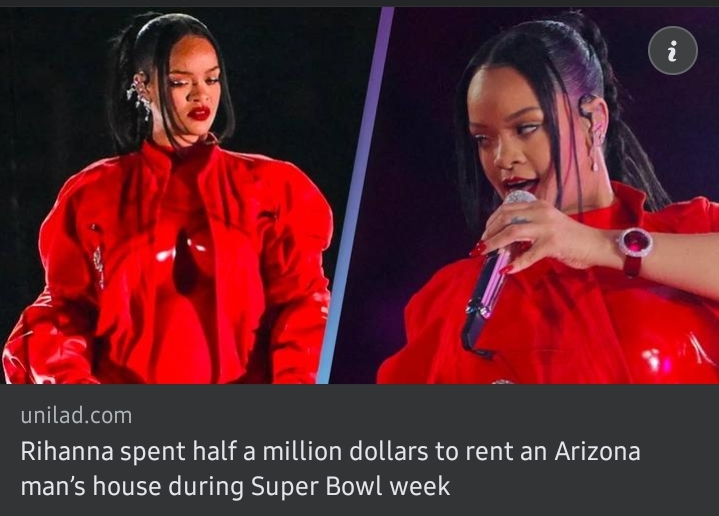 unilad.com
Rihanna spent half a million dollars to rent an Arizona
man’s house during Super Bowl week